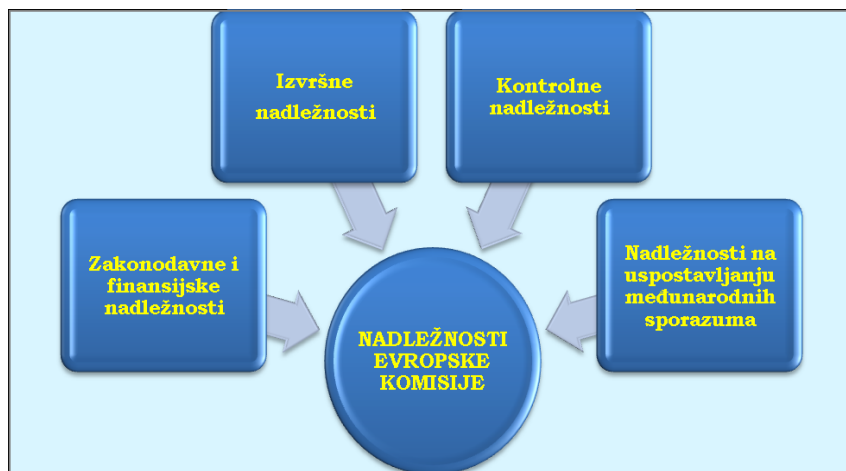 Izvršne
nadležnosti
Kontrolne
nadležnosti
Zakonodavne i
finansijske
nadležnosti
Nadležnosti na
uspostavljanju
međunarodnih
sporazuma
NADLEŽNOSTI
EVROPSKE
KOMISIJE